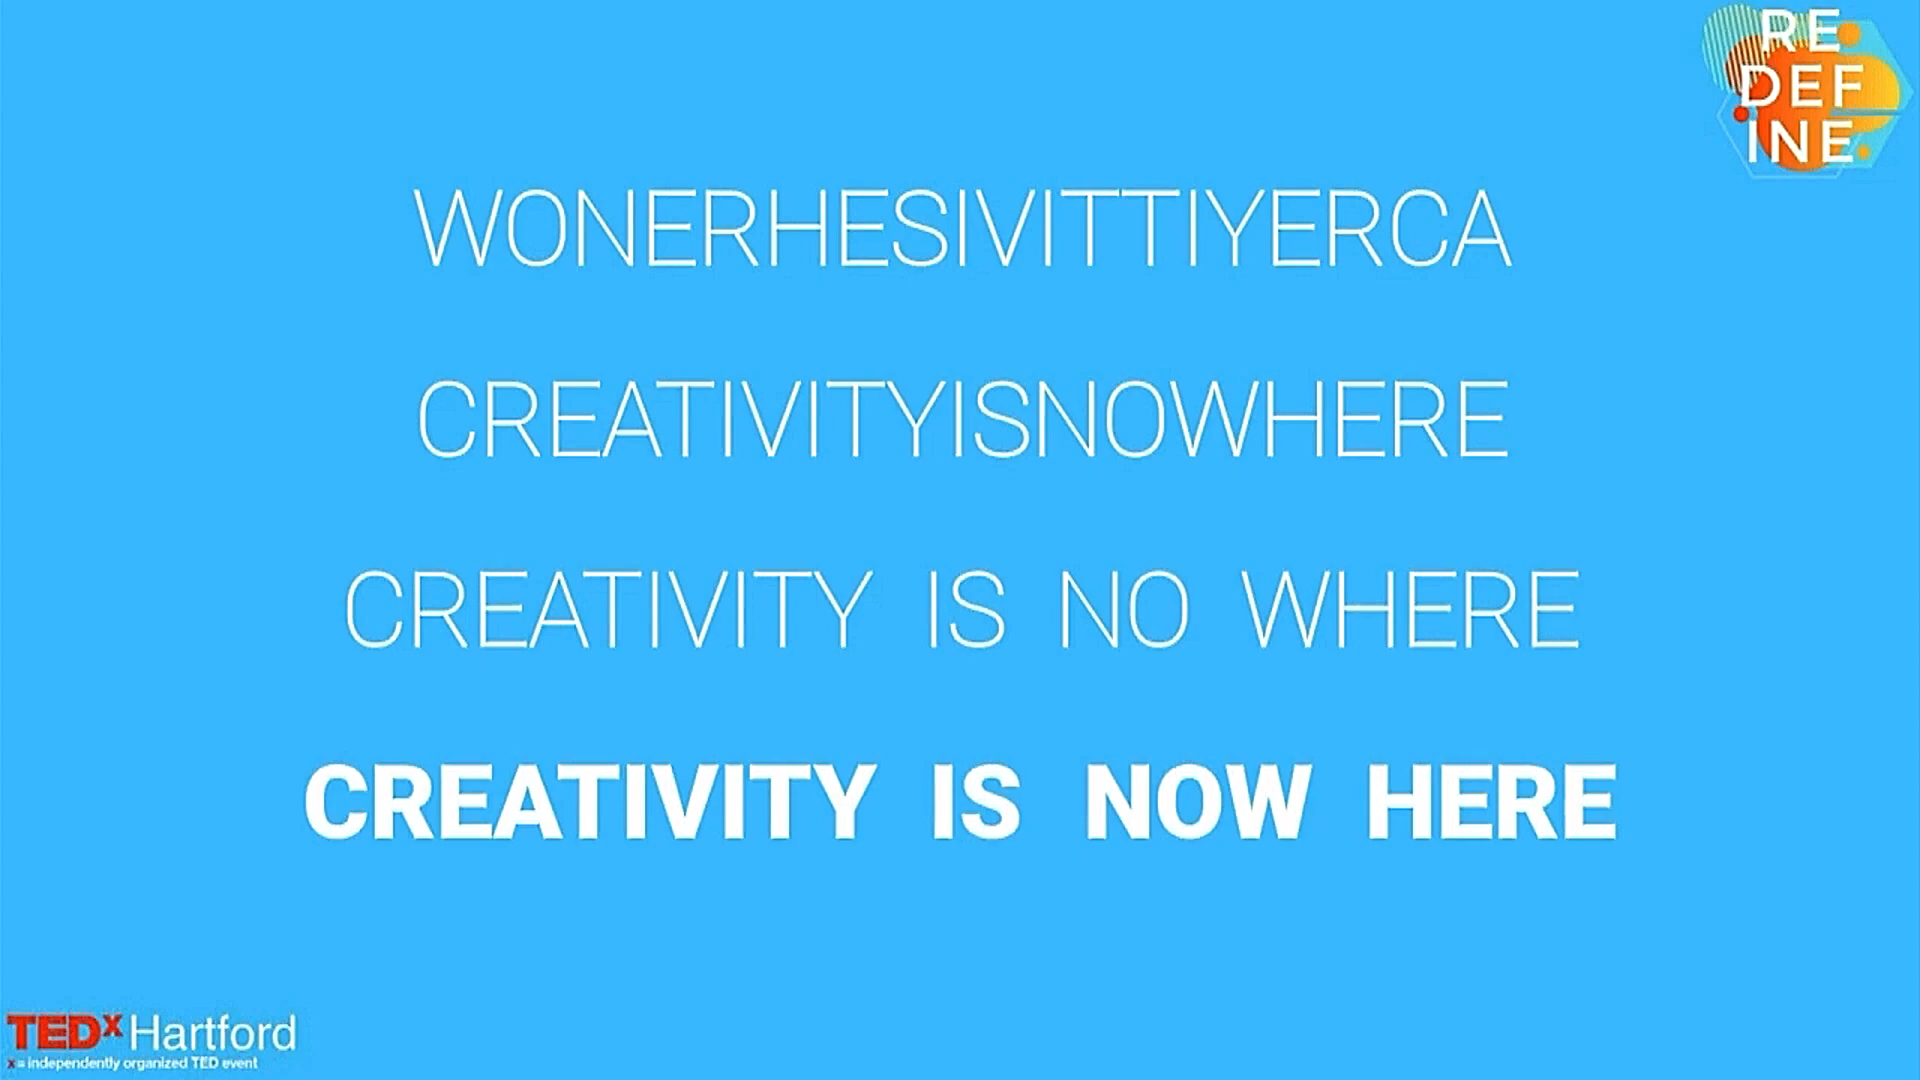 RE
DEF
INE
WONERHESIVITTIYERCA
CREATIVITYISNOWHERE
CREATIVITY IS NO WHERE
CREATIVITY IS NOW HERE
TEDx Hartford
x = independently organized TED event